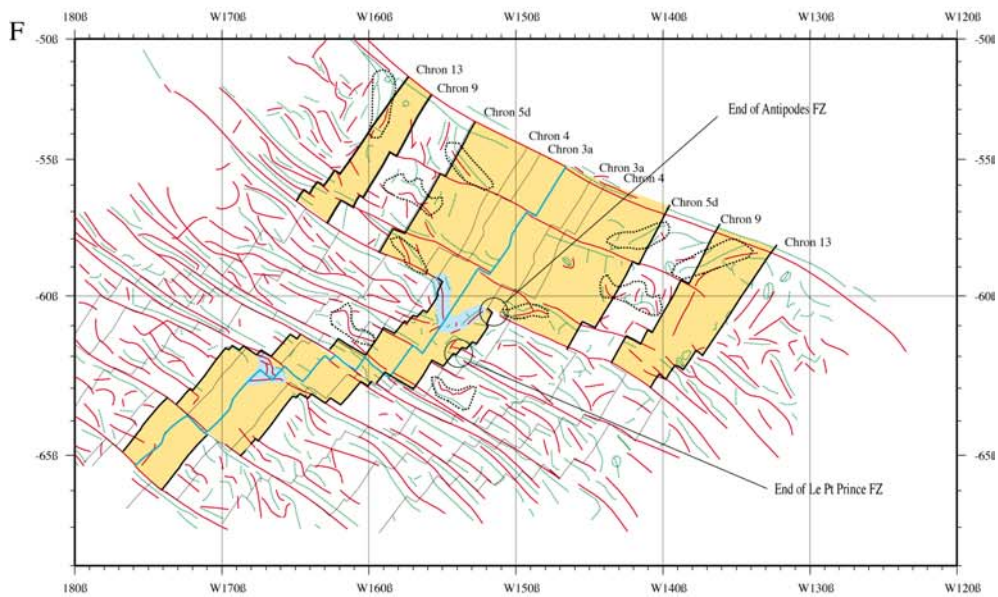 W180ß W170ß W160ß W150ß W140ß W130ß W120ß
F
-50ß -50ß
Chron 13
Chron 9
Chron 5d
End of Antipodes FZ
Chron 4
Chron 3a
-55ß -55ß
Chron 3a
Chron 4
Chron 5d
Chron 9
Chron 13
-60ß -60ß
-65ß -65ß
End of Le Pt Prince FZ
W180ß W170ß W160ß W150ß W140ß W130ß W120ß